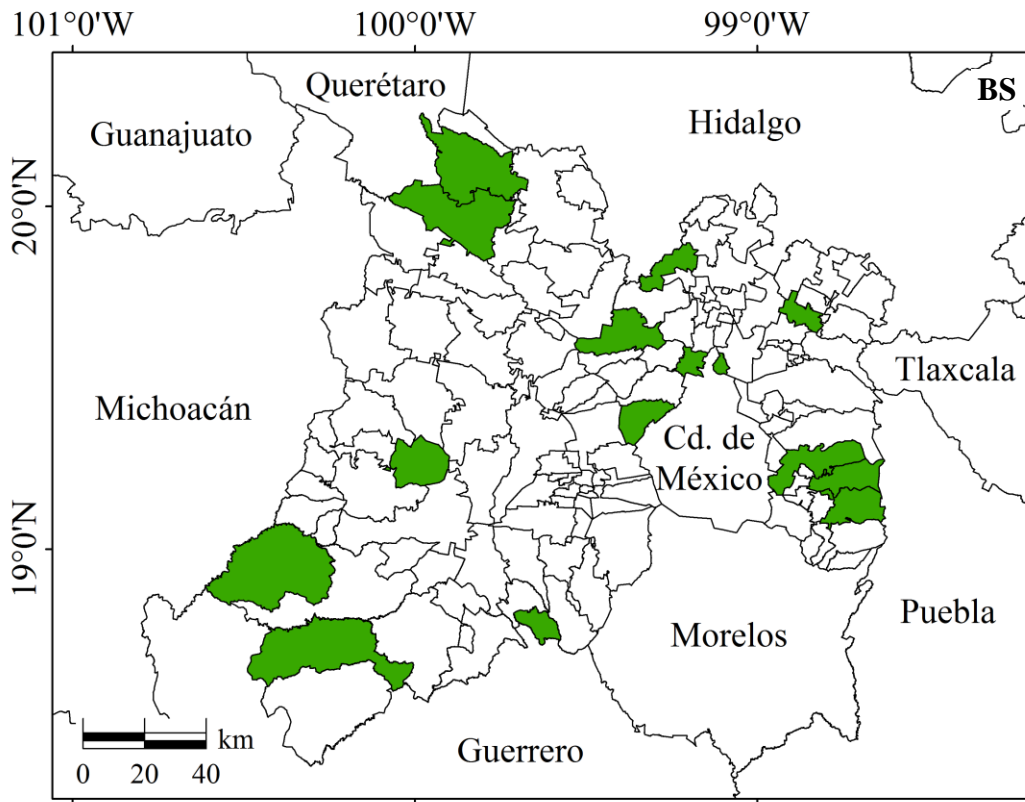 101°0'W 100°0'W 99°0'W
Querétaro
BS
Guanajuato
Hidalgo
20°0'N
Tlaxcala
Michoacán
Cd. de
México
19°0'N
Puebla
Morelos
km
Guerrero
0 20 40